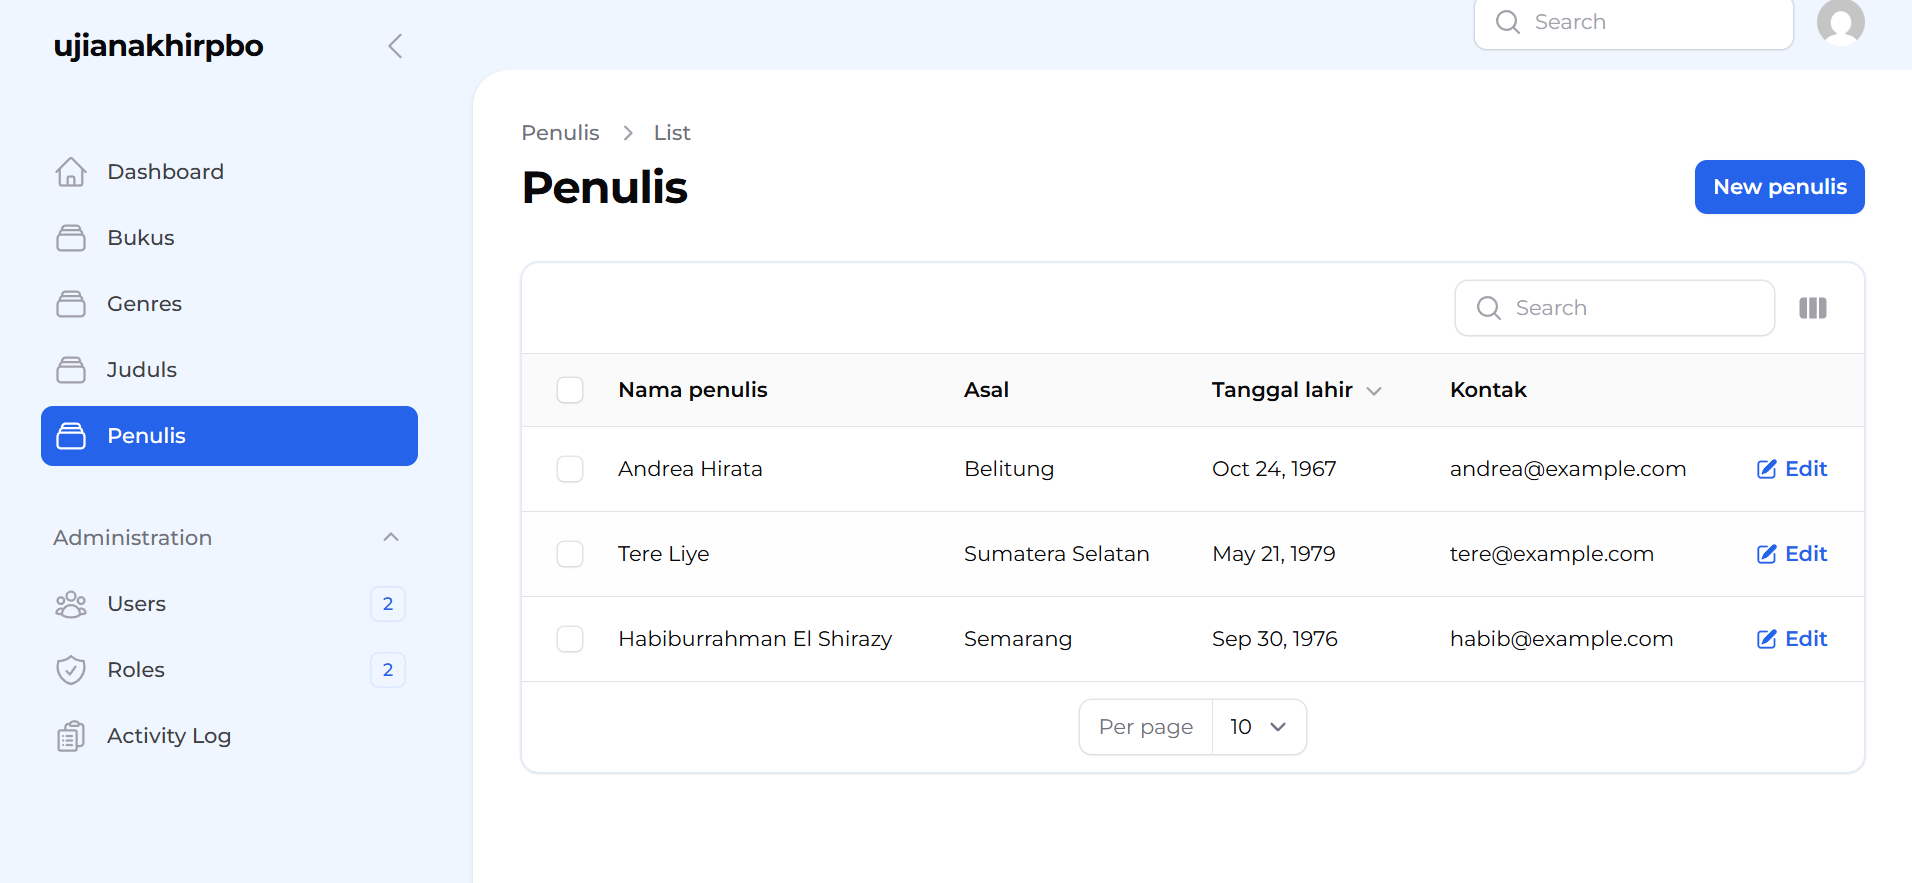 ujianakhirpbo
Search
Dashboard
Bukus
Genres
Juduls
Penulis
Administration
Users 2
Roles 2
Activity Log
Penulis > List
Penulis
New penulis
Search
Nama penulis Asal Tanggal lahir Kontak
Andrea Hirata Belitung Oct 24, 1967 andrea@example.com Edit
Tere Liye Sumatera Selatan May 21, 1979 tere@example.com Edit
Habiburrahman El Shirazy Semarang Sep 30, 1976 habib@example.com Edit
Per page 10